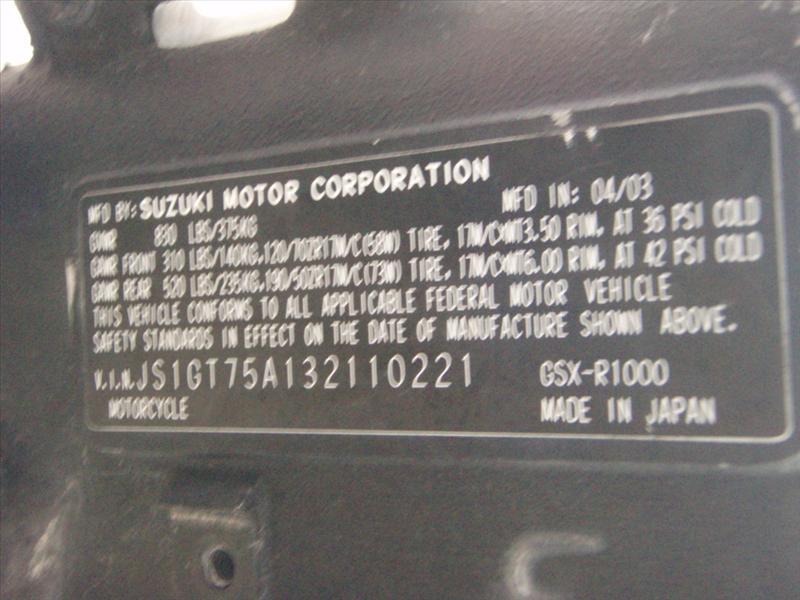 MFD BY: SUZUKI MOTOR CORPORATION MFD IN: 04/03
GVWR 830 LBS/375KG
GAWR FRONT 310 LBS/140KG,120/70ZR17M/C(58W) TIRE, 17M/CXMT3.50 RIM, AT 36 PSI COLD
GAWR REAR 520 LBS/235KG,190/50ZR17M/C(73W) TIRE, 17M/CXMT6.00 RIM, AT 42 PSI COLD
THIS VEHICLE CONFORMS TO ALL APPLICABLE FEDERAL MOTOR VEHICLE
SAFETY STANDARDS IN EFFECT ON THE DATE OF MANUFACTURE SHOWN ABOVE.
V.I.N. JS1GT75A132110221 GSX-R1000
MOTORCYCLE MADE IN JAPAN